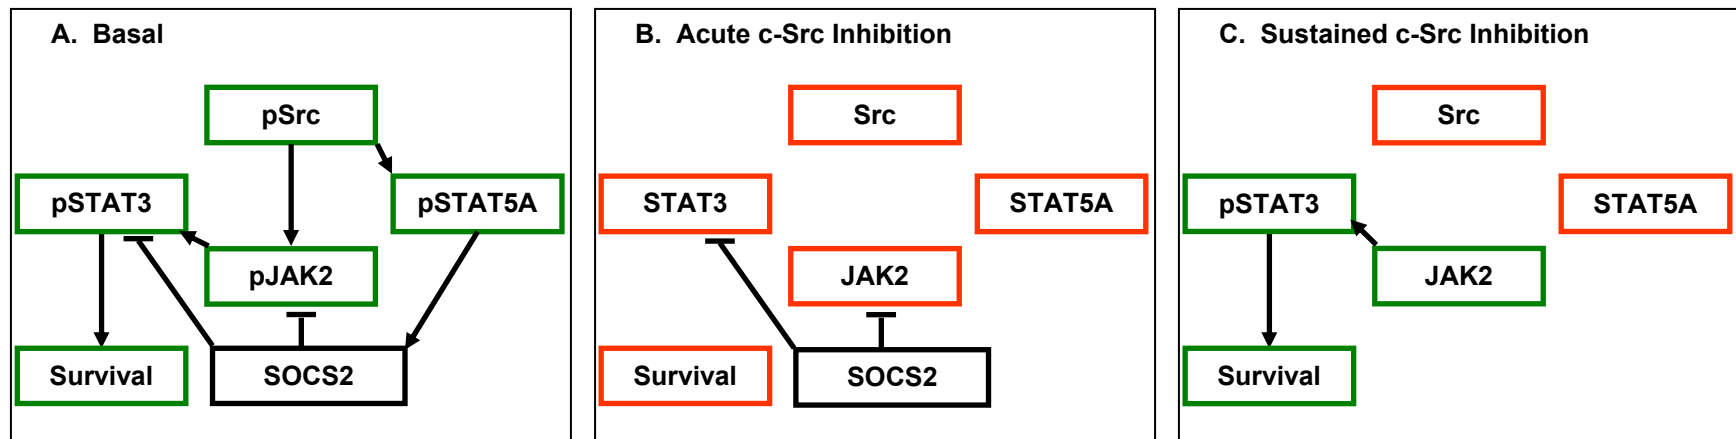 A. Basal
pSrc
pSTAT3
pSTAT5A
pJAK2
Survival
SOCS2
B. Acute c-Src Inhibition
Src
STAT3
STAT5A
JAK2
Survival
SOCS2
C. Sustained c-Src Inhibition
Src
pSTAT3
STAT5A
JAK2
Survival